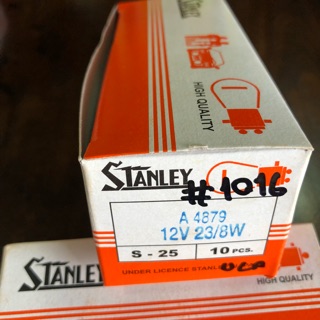 HIGH QUALITY
STANLEY
#1016
A 4879
12V 23/8W
S - 25 10 PCS.
UNDER LICENCE STANLEY
STANLEY
HIGH QUALITY